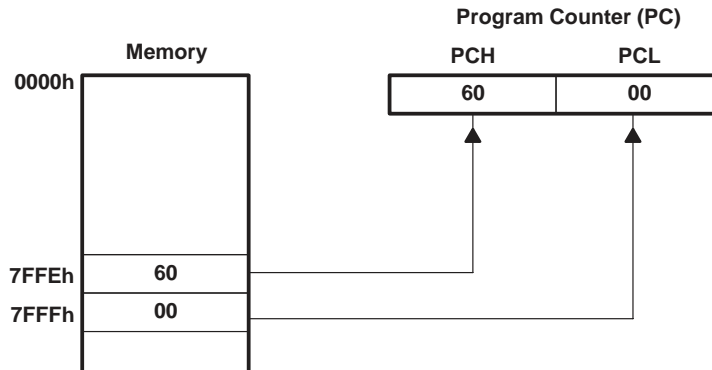 Program Counter (PC)
Memory
PCH
PCL
0000h
60
00
7FFEh
60
7FFFh
00